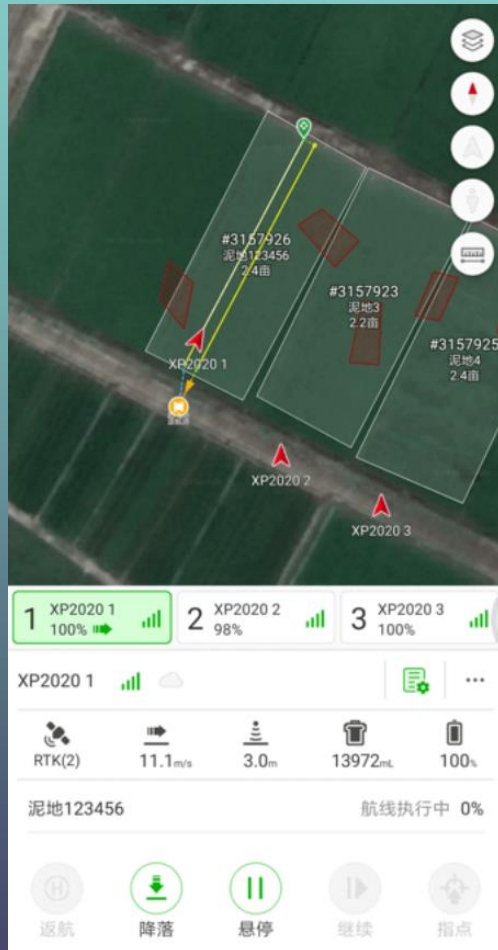 #3157926
泥地123456
2.4亩
#3157923
泥地3
2.2亩
#3157925
泥地4
2.4亩
XP2020 1
XP2020 2
XP2020 3
1 XP2020 1 100%
2 XP2020 2 98%
3 XP2020 3 100%
XP2020 1
RTK(2) 11.1m/s 3.0m 13972mL 100%
泥地123456 航线执行中 0%
返航 降落 悬停 继续 指点